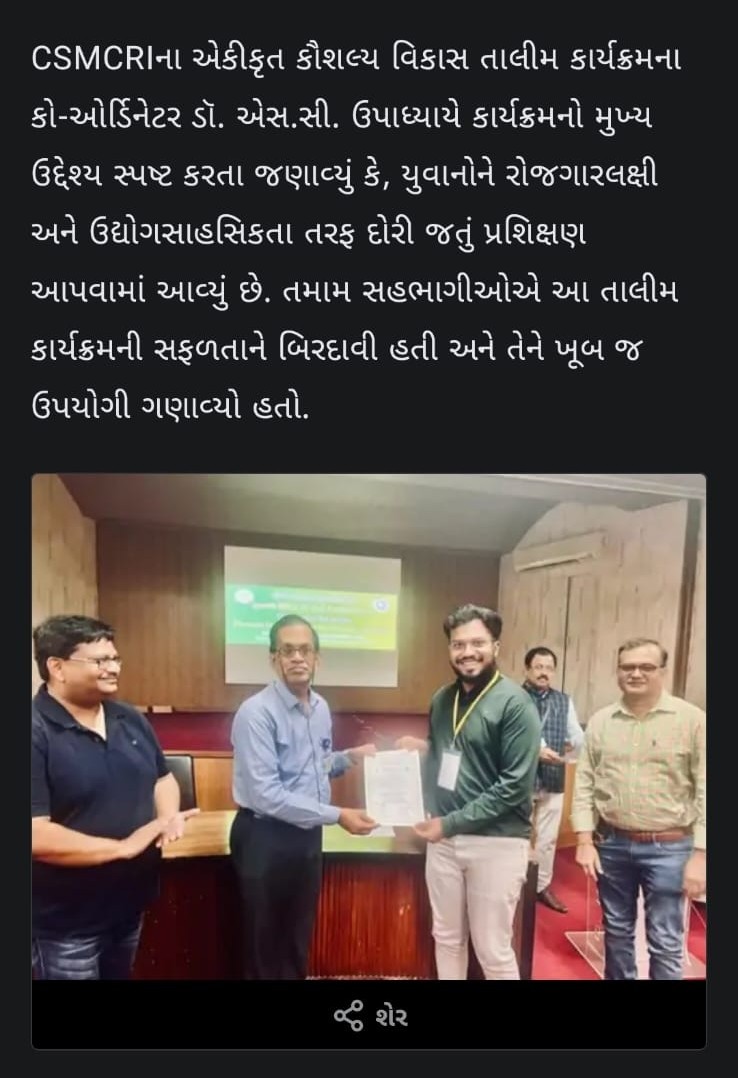 CSMCRIના એકીકૃત કૌશલ્ય વિકાસ તાલીમ કાર્યક્રમના
કો-ઓર્ડિનેટર ડૉ. એસ.સી. ઉપાધ્યાયે કાર્યક્રમનો મુખ્ય
ઉદ્દેશ્ય સ્પષ્ટ કરતા જણાવ્યું કે, યુવાનોને રોજગારલક્ષી
અને ઉદ્યોગસાહસિકતા તરફ દોરી જતું પ્રશિક્ષણ
આપવામાં આવ્યું છે. તમામ સહભાગીઓએ આ તાલીમ
કાર્યક્રમની સફળતાને બિરદાવી હતી અને તેને ખૂબ જ
ઉપયોગી ગણાવ્યો હતો.
શેર